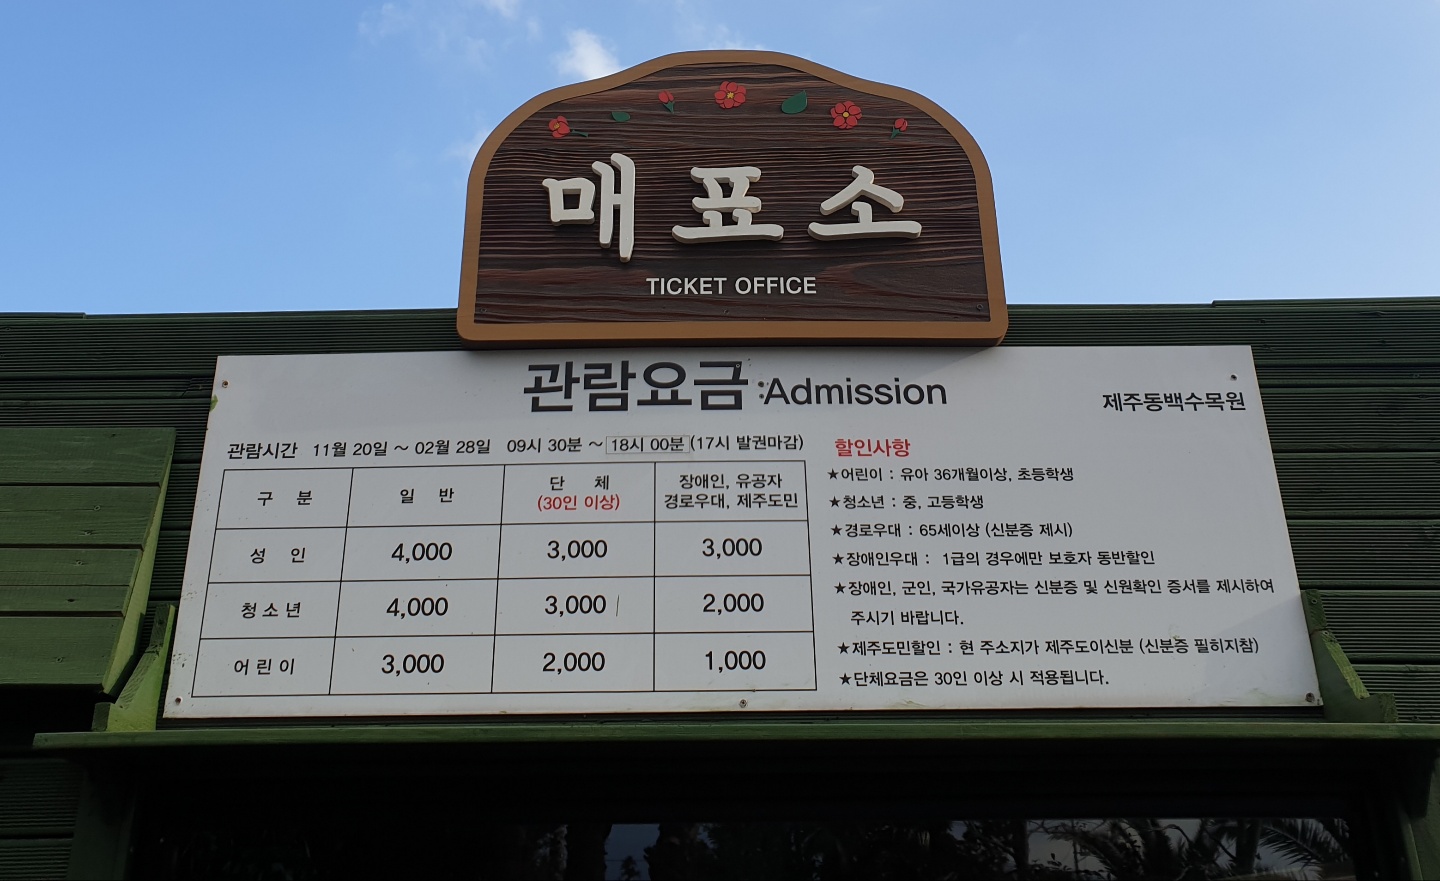 매표소
TICKET OFFICE
관람요금:Admission
제주동백수목원
관람시간 11월 20일 ~ 02월 28일 09시 30분 ~ 18시 00분 (17시 발권마감)
구 분 일 반 단 체 (30인 이상) 장애인, 유공자 경로우대, 제주도민
성 인 4,000 3,000 3,000
청소년 4,000 3,000 2,000
어린이 3,000 2,000 1,000
할인사항
★어린이 : 유아 36개월이상, 초등학생
★청소년 : 중, 고등학생
★경로우대 : 65세이상 (신분증 제시)
★장애인우대 : 1급의 경우에만 보호자 동반할인
★장애인, 군인, 국가유공자는 신분증 및 신원확인 증서를 제시하여
주시기 바랍니다.
★제주도민할인 : 현 주소지가 제주도이신분 (신분증 필히지참)
★단체요금은 30인 이상 시 적용됩니다.